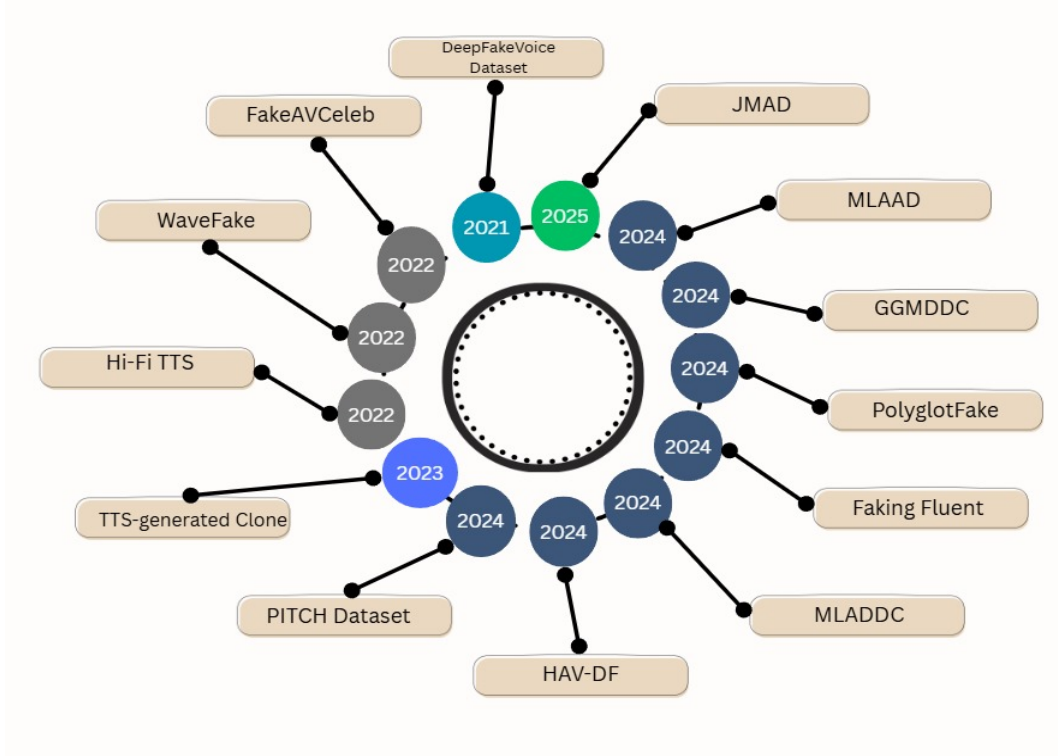 DeepFakeVoice
Dataset
JMAD
FakeAVCeleb
MLAAD
WaveFake
2021
2025
2024
2022
2024
GGMDDC
2022
Hi-Fi TTS
2024
PolyglotFake
2022
2024
2023
Faking Fluent
TTS-generated Clone
2024
2024
2024
PITCH Dataset
MLADDC
HAV-DF